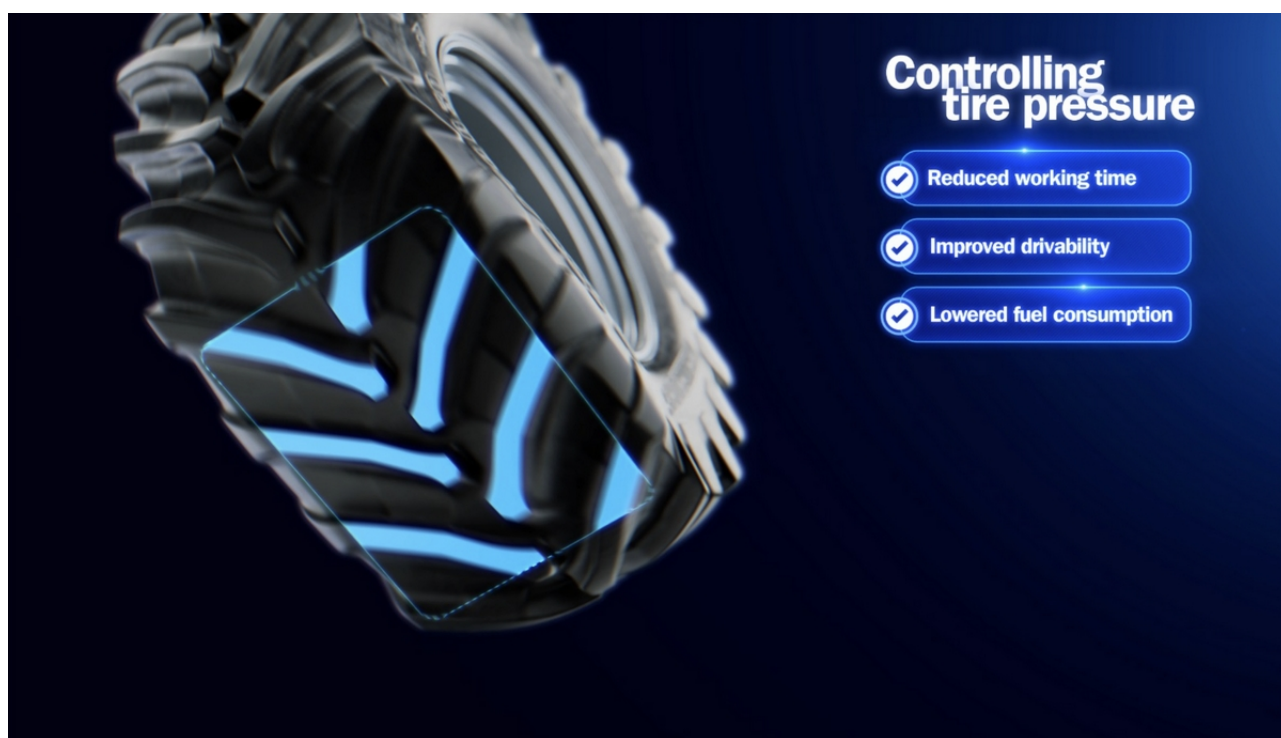 Controlling
tire pressure
Reduced working time
Improved drivability
Lowered fuel consumption